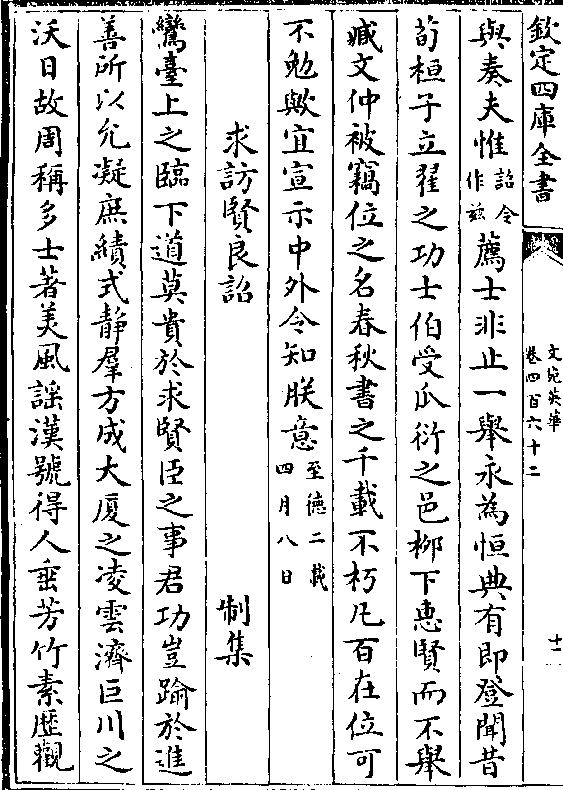 欽定四庫全書
文苑英華
卷四百六十二
十一
與奏夫惟詔令作兹薦士非止一舉永為恒典有即登聞昔
荀桓子立翟之功士伯受瓜衍之邑桺下惠賢而不舉
臧文仲被竊位之名春秋書之千載不朽凡百在位可
不勉歟宜宣示中外令知朕意至德二載四月八日
求訪賢良詔 制集
鸞臺上之臨下道莫貴於求賢臣之事君功豈踰於進
善所以允凝庶績式静羣方成大厦之凌雲濟巨川之
沃日故周稱多士著美風謡漢號得人垂芳竹素歴觀